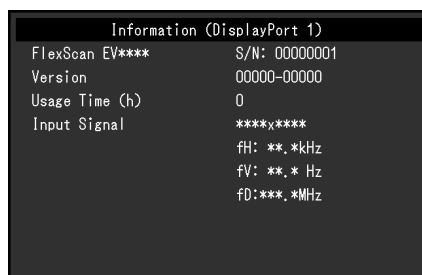 Information (DisplayPort 1)
FlexScan EV**** S/N: 00000001
Version 00000-00000
Usage Time (h) 0
Input Signal ****x****
fH: **.*kHz
fV: **.* Hz
fD:***.*MHz